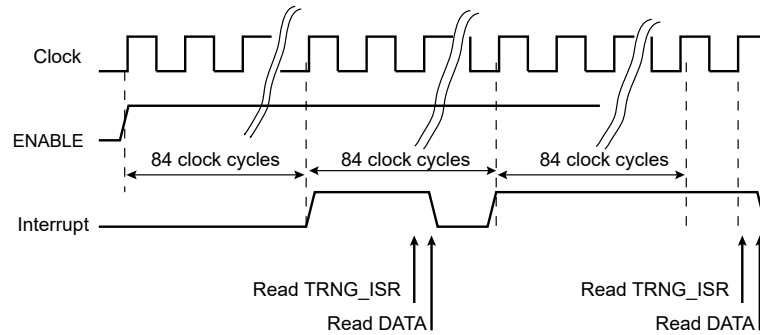 Clock
ENABLE
84 clock cycles 84 clock cycles 84 clock cycles
Interrupt
Read TRNG_ISR Read TRNG_ISR
Read DATA Read DATA